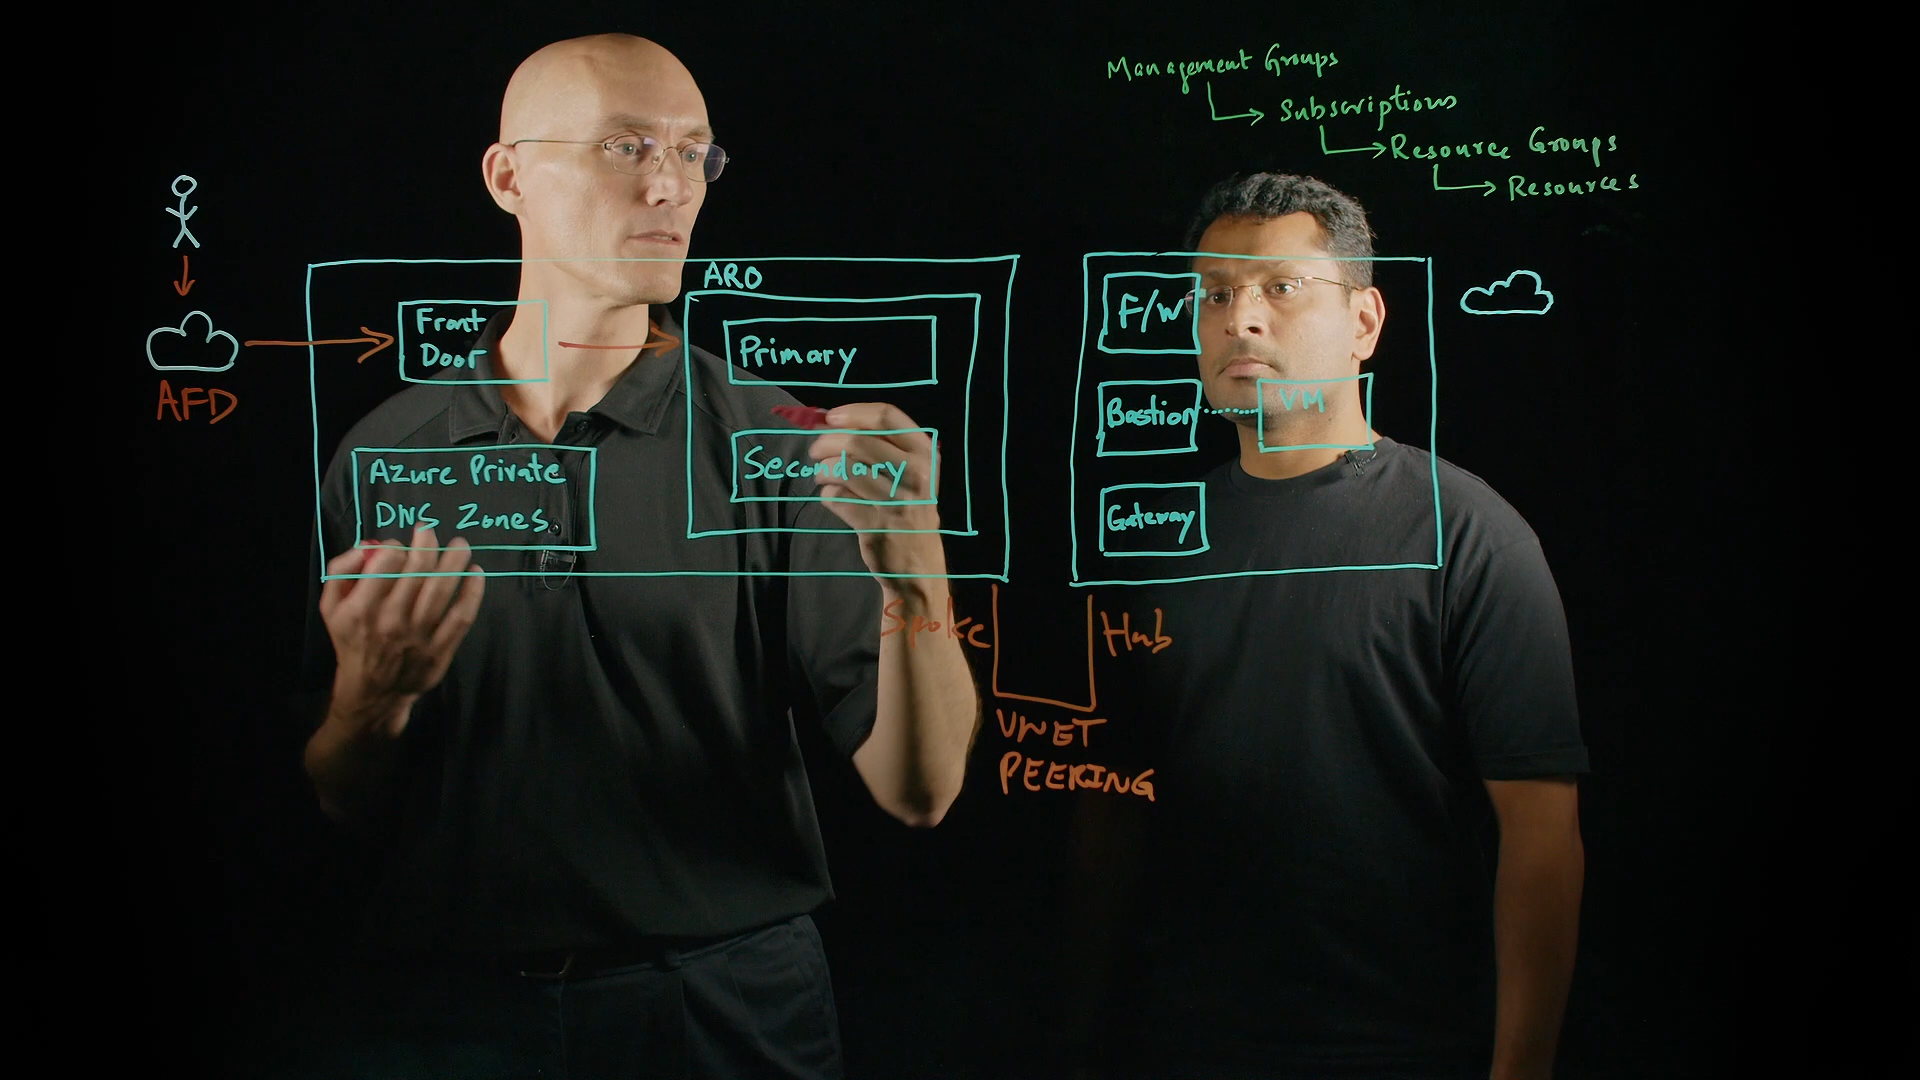 Management Groups
Subscriptions
Resource Groups
Resources
AFD
Front
Door
Azure Private
DNS Zones
ARO
Primary
Secondary
F/W
Bastion
VM
Gateway
Spoke
Hub
VNET
PEERING